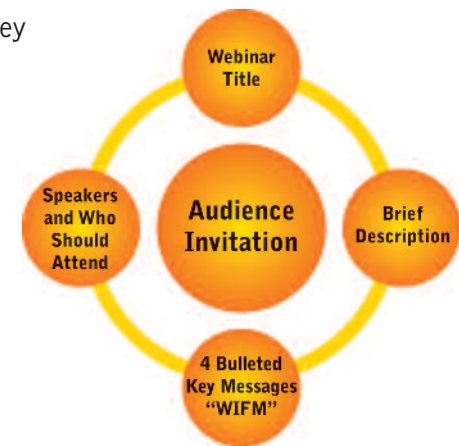 ey
Webinar
Title
Speakers
and Who
Should
Attend
Audience
Invitation
Brief
Description
4 Bulleted
Key Messages
“WIFM”